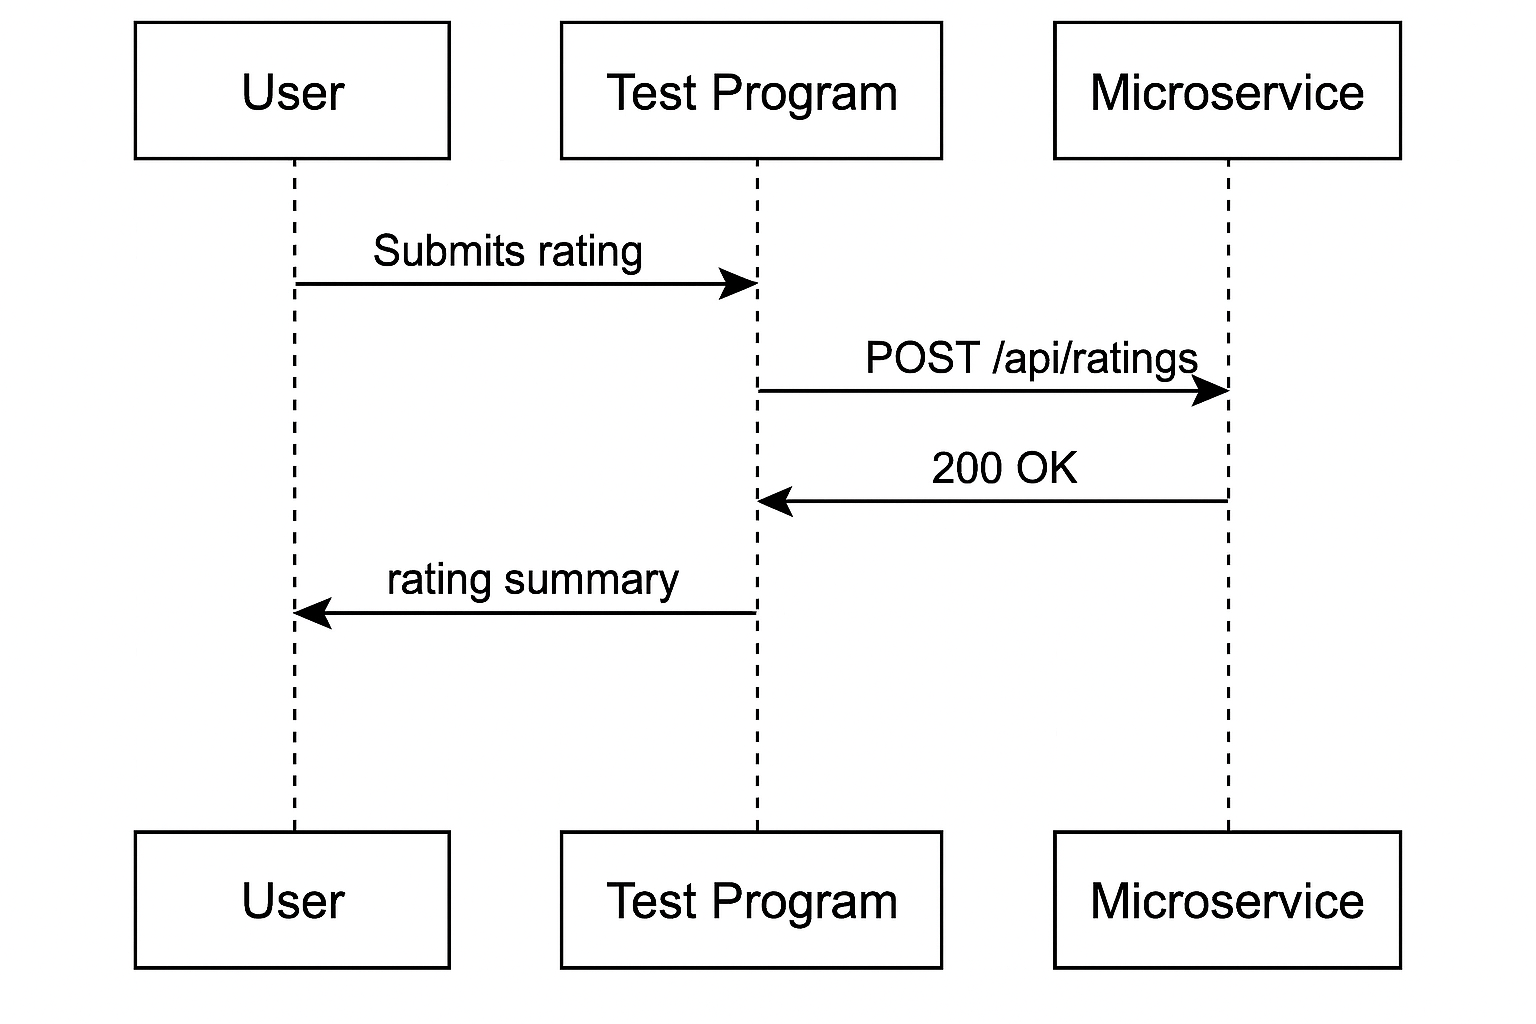 User
Test Program
Microservice
Submits rating
POST /api/ratings
200 OK
rating summary
User
Test Program
Microservice